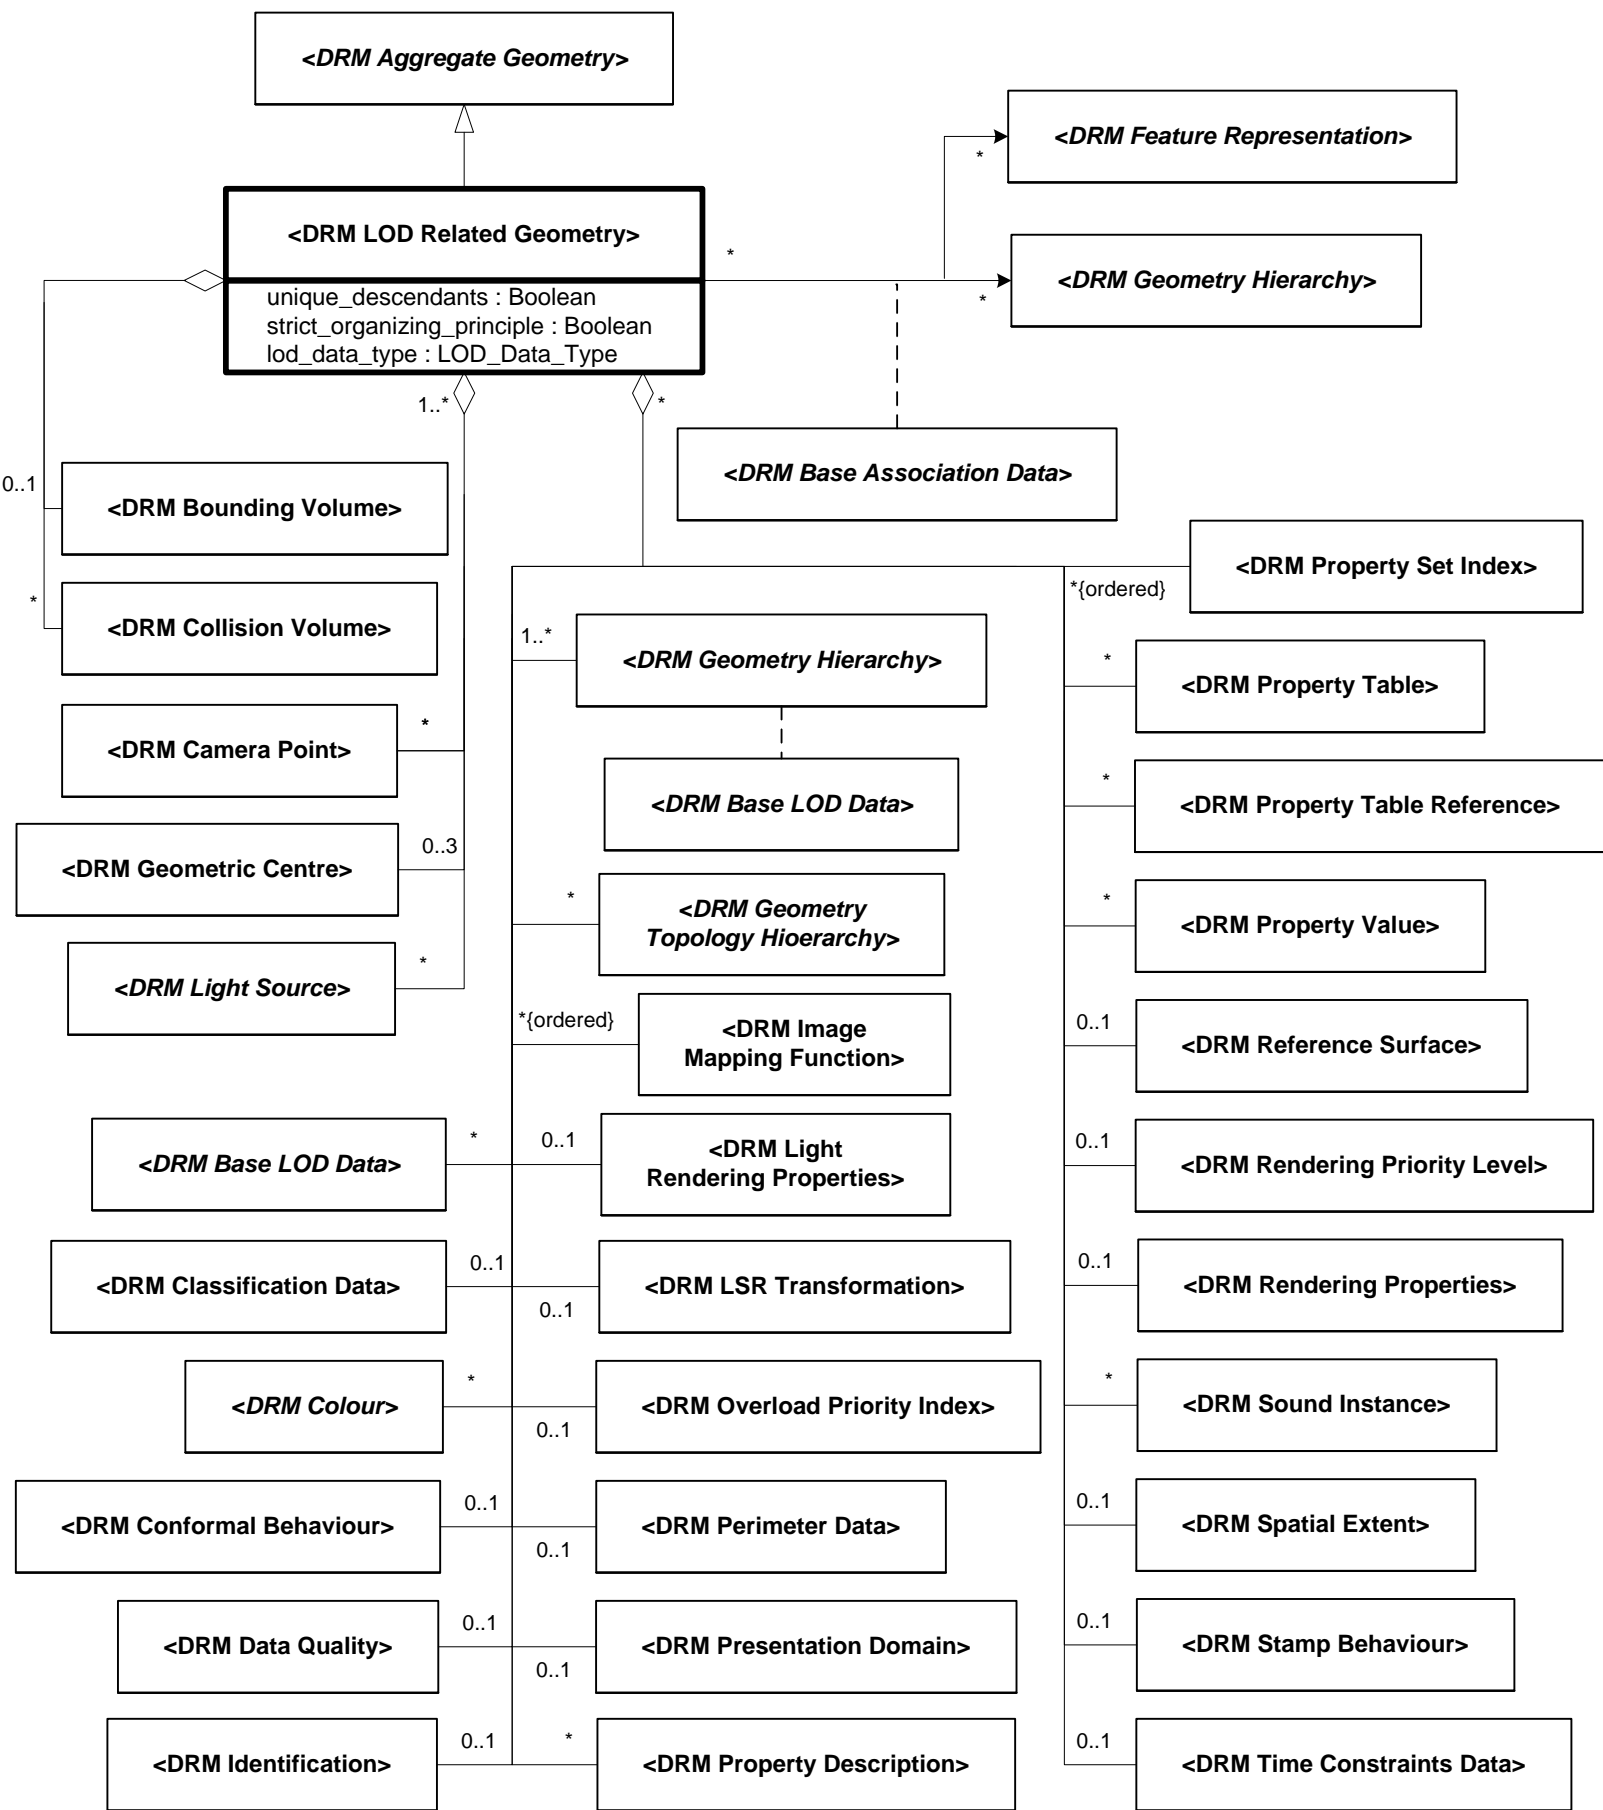 <DRM Aggregate Geometry>
<DRM Feature Representation>
*
<DRM LOD Related Geometry>
*
<DRM Geometry Hierarchy>
*
unique_descendants : Boolean
strict_organizing_principle : Boolean
lod_data_type : LOD_Data_Type
1..*
*
<DRM Base Association Data>
0..1
<DRM Bounding Volume>
*
<DRM Collision Volume>
<DRM Camera Point>
*
<DRM Geometric Centre>
0..3
<DRM Light Source>
*
1..*
<DRM Geometry Hierarchy>
<DRM Base LOD Data>
*
<DRM Geometry
Topology Hioerarchy>
*{ordered}
<DRM Image
Mapping Function>
<DRM Base LOD Data>
*
0..1
<DRM Light
Rendering Properties>
<DRM Classification Data>
0..1
0..1
<DRM LSR Transformation>
<DRM Colour>
*
0..1
<DRM Overload Priority Index>
<DRM Conformal Behaviour>
0..1
0..1
<DRM Perimeter Data>
<DRM Data Quality>
0..1
0..1
<DRM Presentation Domain>
<DRM Identification>
0..1
*
<DRM Property Description>
<DRM Property Set Index>
*{ordered}
*
<DRM Property Table>
*
<DRM Property Table Reference>
*
<DRM Property Value>
0..1
<DRM Reference Surface>
0..1
<DRM Rendering Priority Level>
0..1
<DRM Rendering Properties>
*
<DRM Sound Instance>
0..1
<DRM Spatial Extent>
0..1
<DRM Stamp Behaviour>
0..1
<DRM Time Constraints Data>